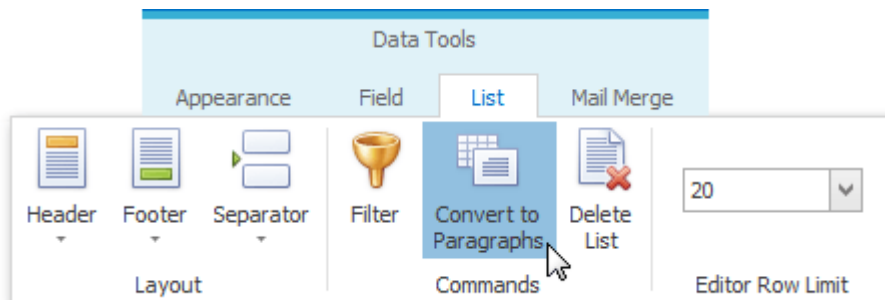 Data Tools
Appearance Field List Mail Merge
Header Footer Separator Filter Convert to Paragraphs Delete List 20
Layout Commands Editor Row Limit